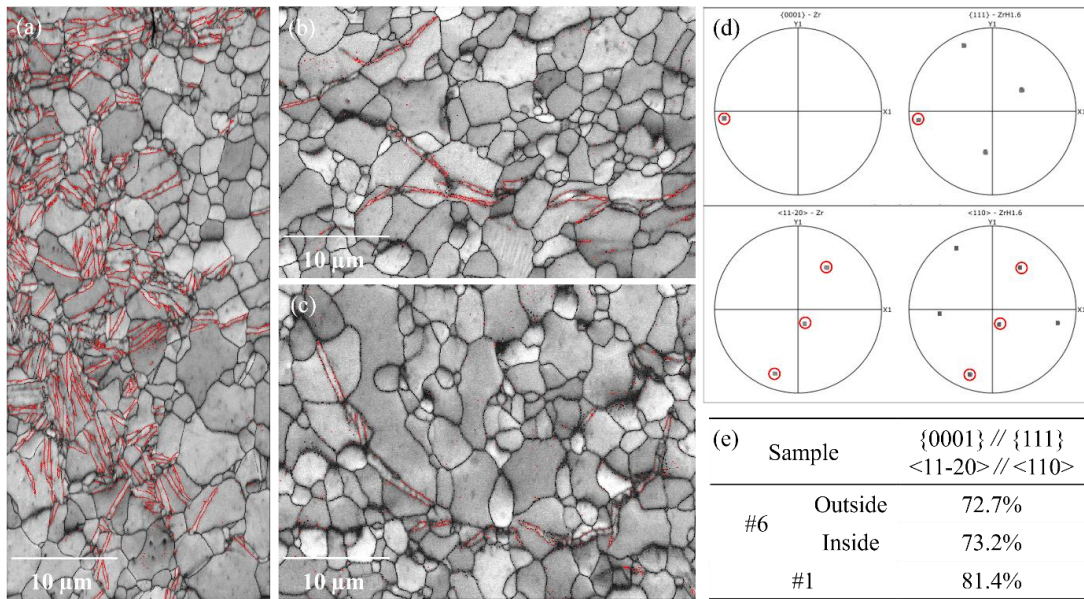 (a)
10 μm
(b)
10 μm
(c)
10 μm
(d)
{0001} - Zr
Y1
X1
{111} - ZrH1.6
Y1
X1
<11-20> - Zr
Y1
X1
<110> - ZrH1.6
Y1
X1
(e)
Sample
{0001} // {111}
<11-20> // <110>
#6
Outside
72.7%
Inside
73.2%
#1
81.4%